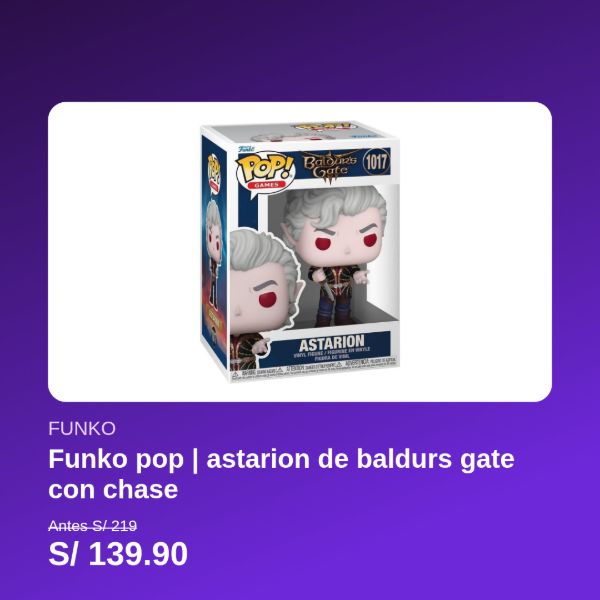 Funko
POP!
GAMES
Baldur's
Gate
1017
ASTARION
VINYL FIGURE / FIGURINE EN VINYLE
FIGURA DE VINIL
FUNKO
Funko pop | astarion de baldurs gate
con chase
Antes S/ 219
S/ 139.90